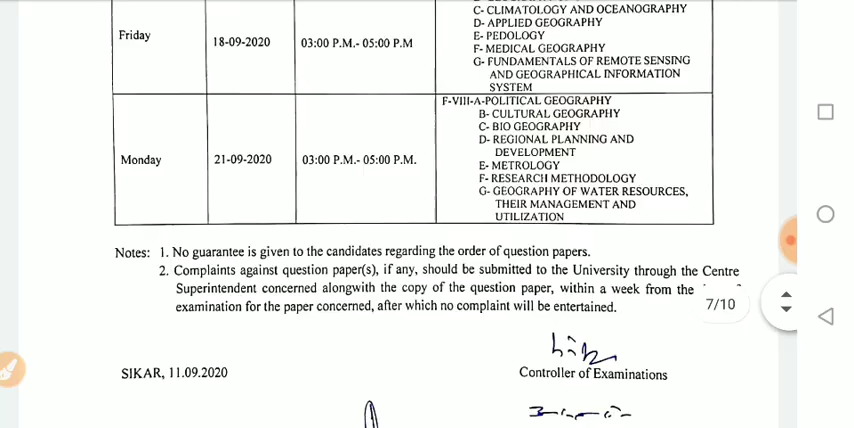 C- CLIMATOLOGY AND OCEANOGRAPHY
D- APPLIED GEOGRAPHY
Friday
18-09-2020
03:00 P.M.- 05:00 P.M
E- PEDOLOGY
F- MEDICAL GEOGRAPHY
G- FUNDAMENTALS OF REMOTE SENSING
AND GEOGRAPHICAL INFORMATION
SYSTEM
F-VIII-A-POLITICAL GEOGRAPHY
B- CULTURAL GEOGRAPHY
C- BIO GEOGRAPHY
D- REGIONAL PLANNING AND
DEVELOPMENT
Monday
21-09-2020
03:00 P.M.- 05:00 P.M.
E- METROLOGY
F- RESEARCH METHODOLOGY
G- GEOGRAPHY OF WATER RESOURCES,
THEIR MANAGEMENT AND
UTILIZATION
Notes: 1. No guarantee is given to the candidates regarding the order of question papers.
2. Complaints against question paper(s), if any, should be submitted to the University through the Centre
Superintendent concerned alongwith the copy of the question paper, within a week from the
examination for the paper concerned, after which no complaint will be entertained.
7/10
SIKAR, 11.09.2020
Controller of Examinations